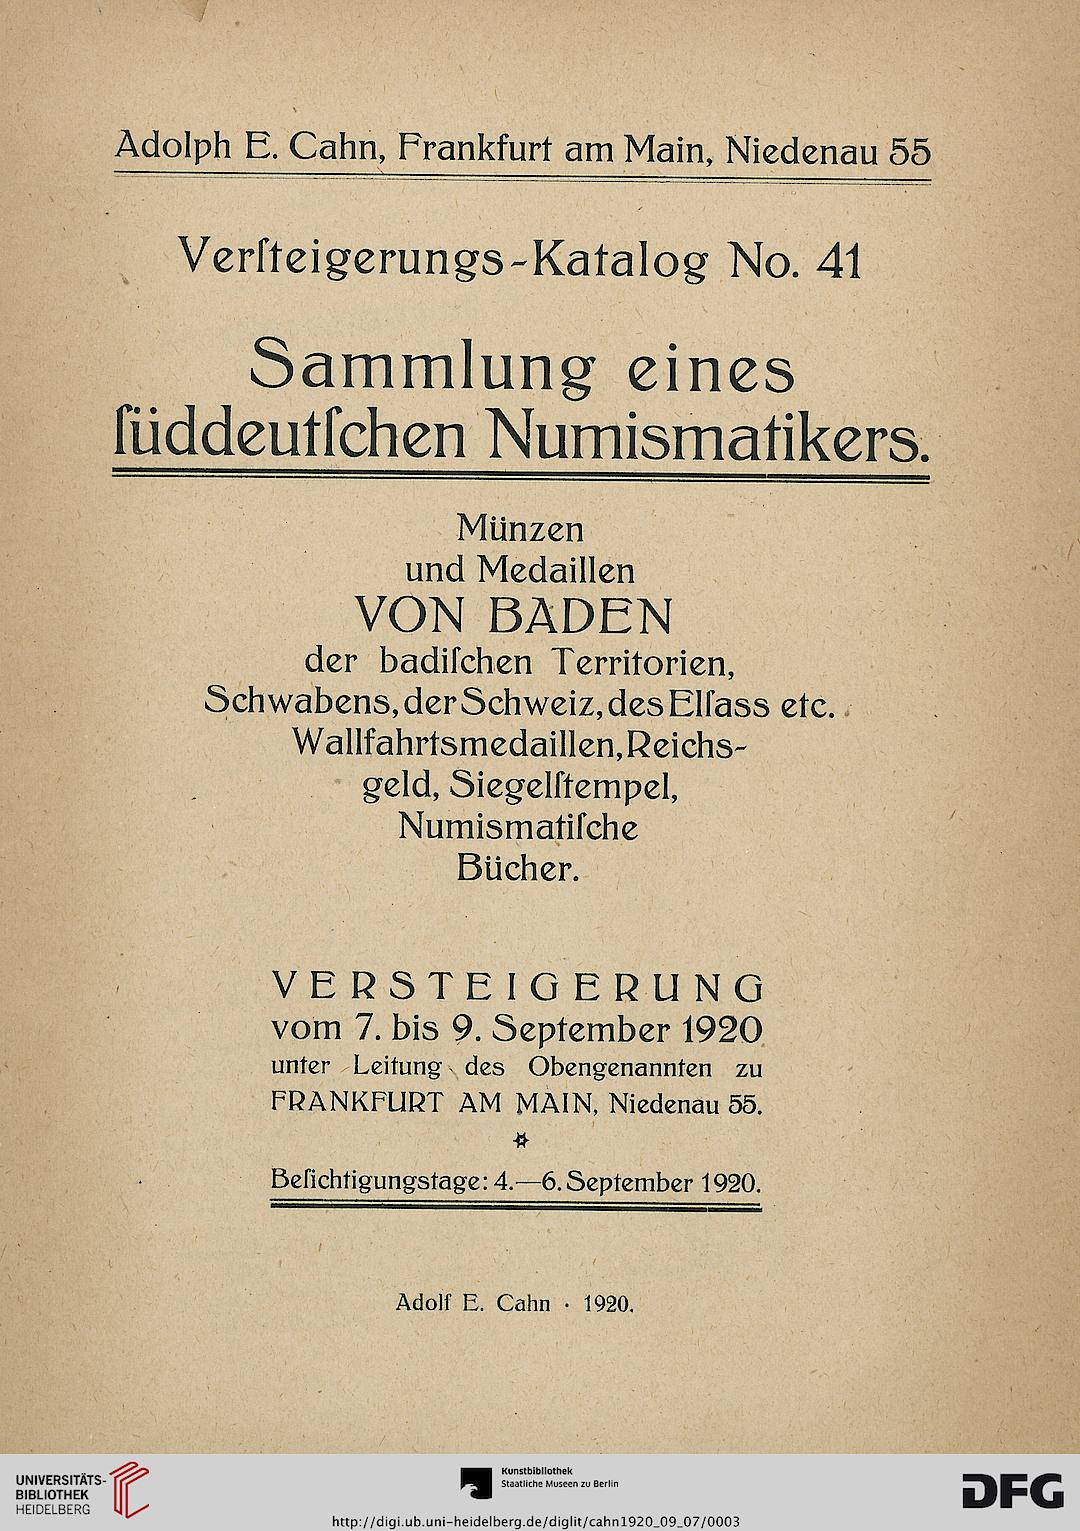 Adolph E. Cahn, Frankfurt am Main, Niedenau 55
Verſteigerungs-Katalog No. 41
Sammlung eines
ſüddeutſchen Numismatikers.
Münzen
und Medaillen
VON BADEN
der badiſchen Territorien,
Schwabens, der Schweiz, des Elſass etc.
Wallfahrtsmedaillen, Reichs-
geld, Siegelſtempel,
Numismatiſche
Bücher.
VERSTEIGERUNG
vom 7. bis 9. September 1920
unter Leitung des Obengenannten zu
FRANKFURT AM MAIN, Niedenau 55.
Beſichtigungstage: 4.—6. September 1920.
Adolf E. Cahn · 1920.
UNIVERSITÄTS-
BIBLIOTHEK
HEIDELBERG
Kunstbibliothek
Staatliche Museen zu Berlin
DFG
http://digi.ub.uni-heidelberg.de/diglit/cahn1920_09_07/0003